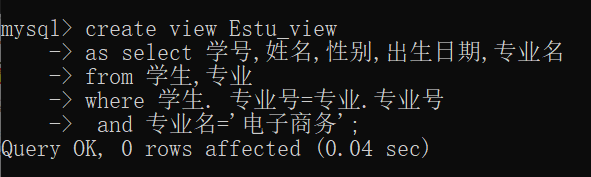 mysql> create view Estu_view
    -> as select 学号,姓名,性别,出生日期,专业名
    -> from 学生,专业
    -> where 学生. 专业号=专业.专业号
    ->  and 专业名='电子商务';
Query OK, 0 rows affected (0.04 sec)